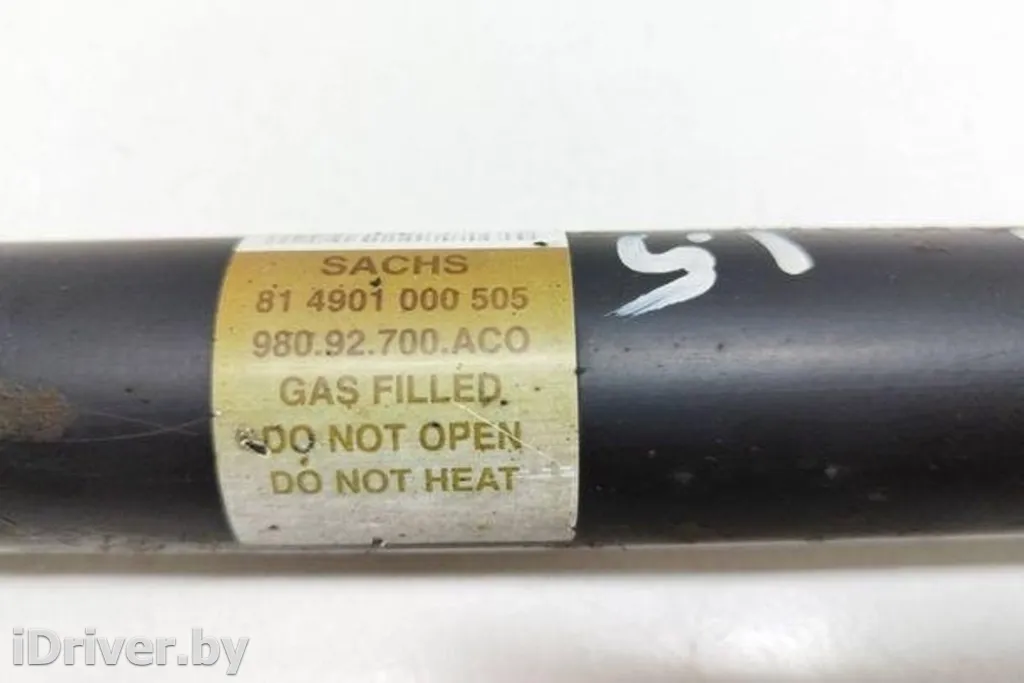 SACHS
81 4901 000 505
980.92.700.ACO
GAS FILLED
DO NOT OPEN
DO NOT HEAT
iDriver.by